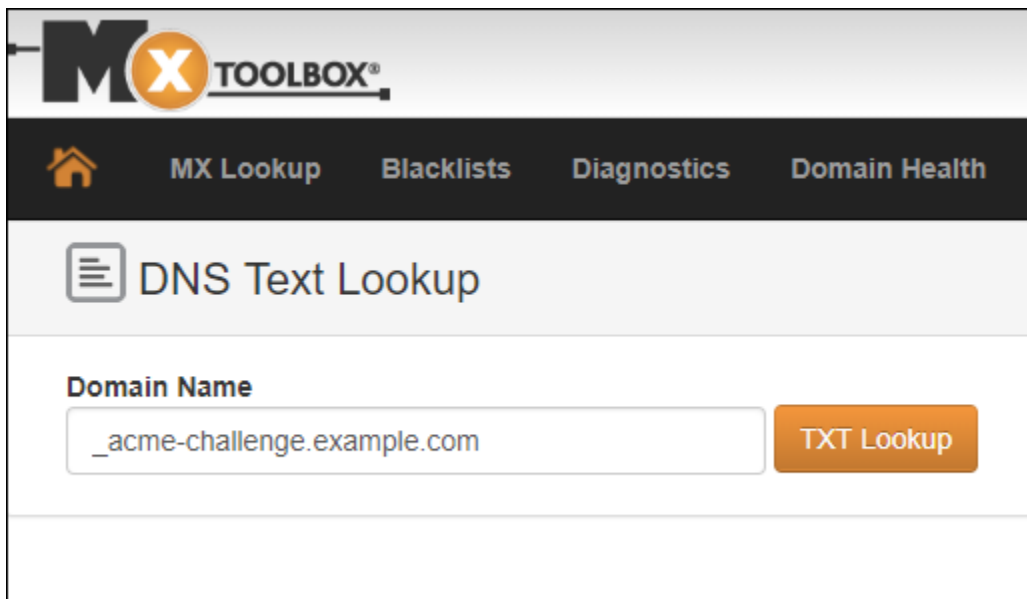 MX TOOLBOX®
MX Lookup Blacklists Diagnostics Domain Health
DNS Text Lookup
Domain Name
_acme-challenge.example.com TXT Lookup